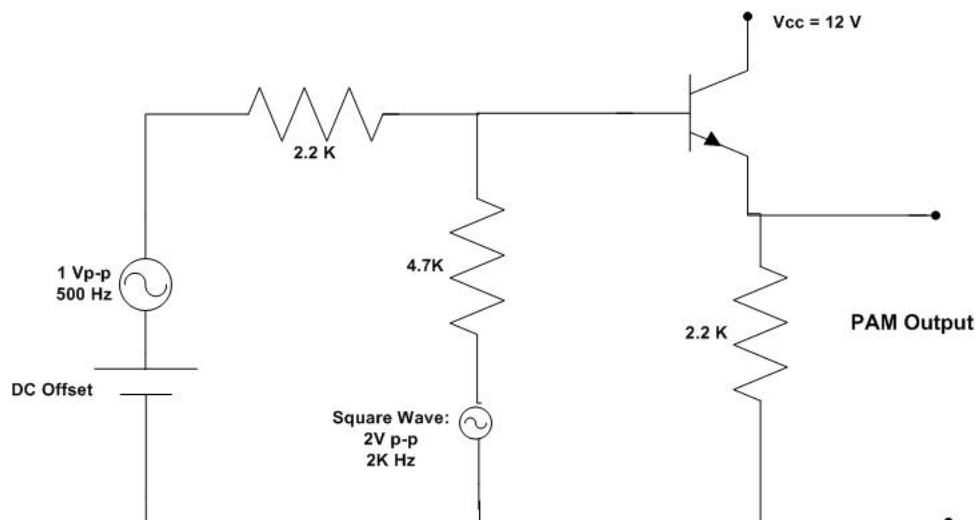 Vcc = 12 V
2.2 K
1 Vp-p
500 Hz
4.7K
2.2 K
PAM Output
DC Offset
Square Wave:
2V p-p
2K Hz